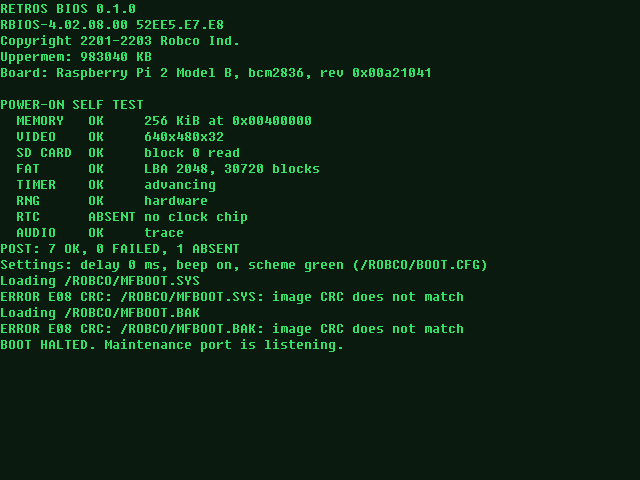 RETROS BIOS 0.1.0
RBIOS-4.02.08.00 52EE5.E7.E8
Copyright 2201-2203 Robco Ind.
Uppermem: 983040 KB
Board: Raspberry Pi 2 Model B, bcm2836, rev 0x00a21041
POWER-ON SELF TEST
MEMORY OK 256 KiB at 0x00400000
VIDEO OK 640x480x32
SD CARD OK block 0 read
FAT OK LBA 2048, 30720 blocks
TIMER OK advancing
RNG OK hardware
RTC ABSENT no clock chip
AUDIO OK trace
POST: 7 OK, 0 FAILED, 1 ABSENT
Settings: delay 0 ms, beep on, scheme green (/ROBCO/BOOT.CFG)
Loading /ROBCO/MFBOOT.SYS
ERROR E08 CRC: /ROBCO/MFBOOT.SYS: image CRC does not match
Loading /ROBCO/MFBOOT.BAK
ERROR E08 CRC: /ROBCO/MFBOOT.BAK: image CRC does not match
BOOT HALTED. Maintenance port is listening.